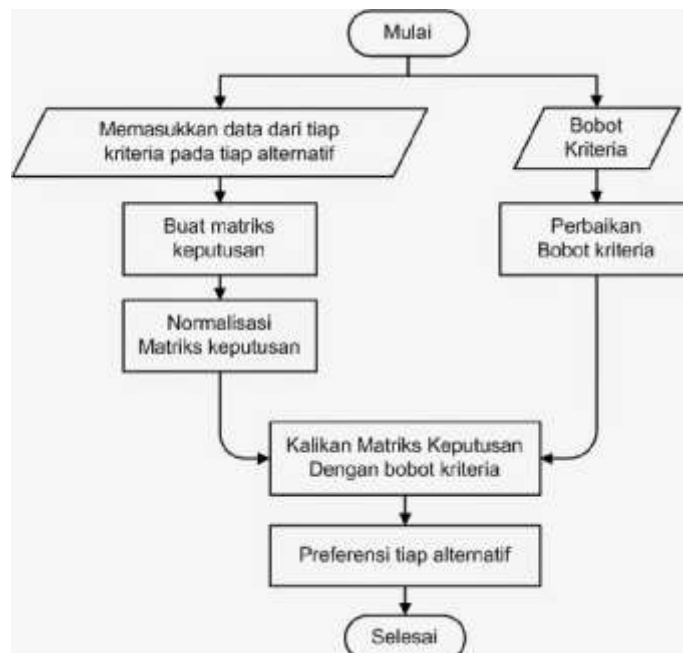 Mulai
Memasukkan data dari tiap
kriteria pada tiap alternatif
Bobot
Kriteria
Buat matriks
keputusan
Perbaikan
Bobot kriteria
Normalisasi
Matriks keputusan
Kalikan Matriks Keputusan
Dengan bobot kriteria
Preferensi tiap alternatif
Selesai